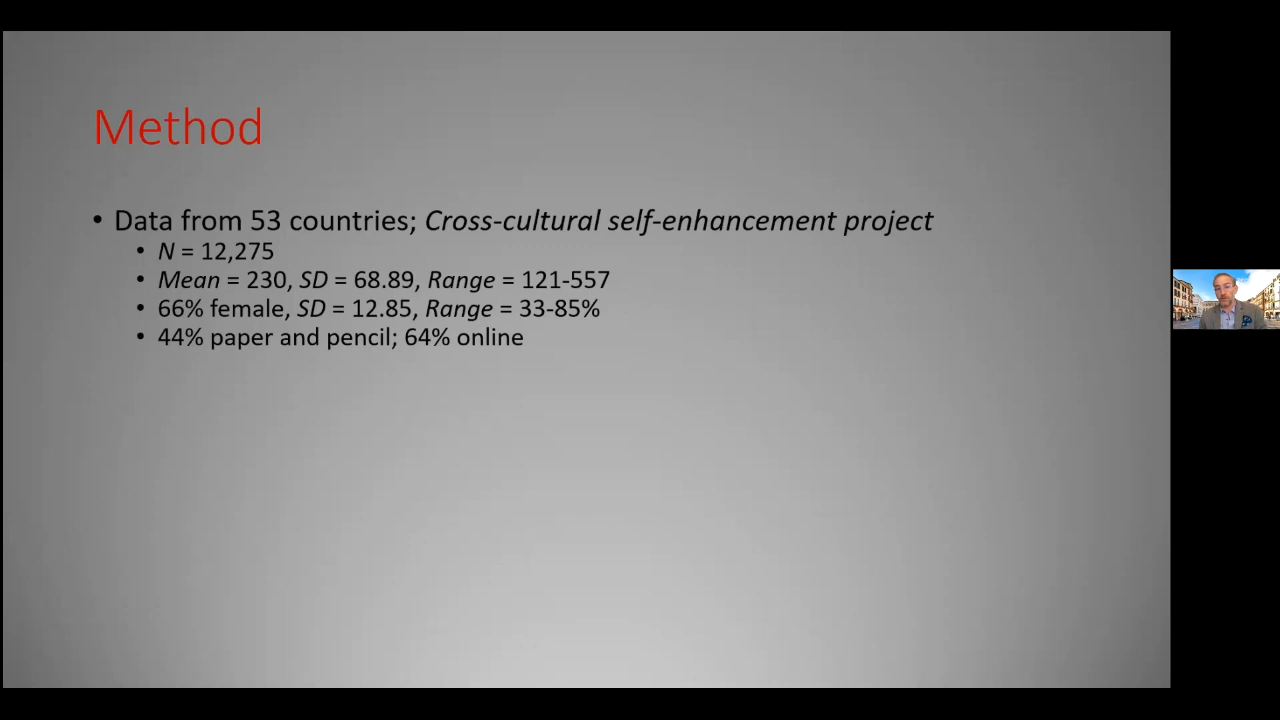 Method
• Data from 53 countries; Cross-cultural self-enhancement project
• N = 12,275
• Mean = 230, SD = 68.89, Range = 121-557
• 66% female, SD = 12.85, Range = 33-85%
• 44% paper and pencil; 64% online